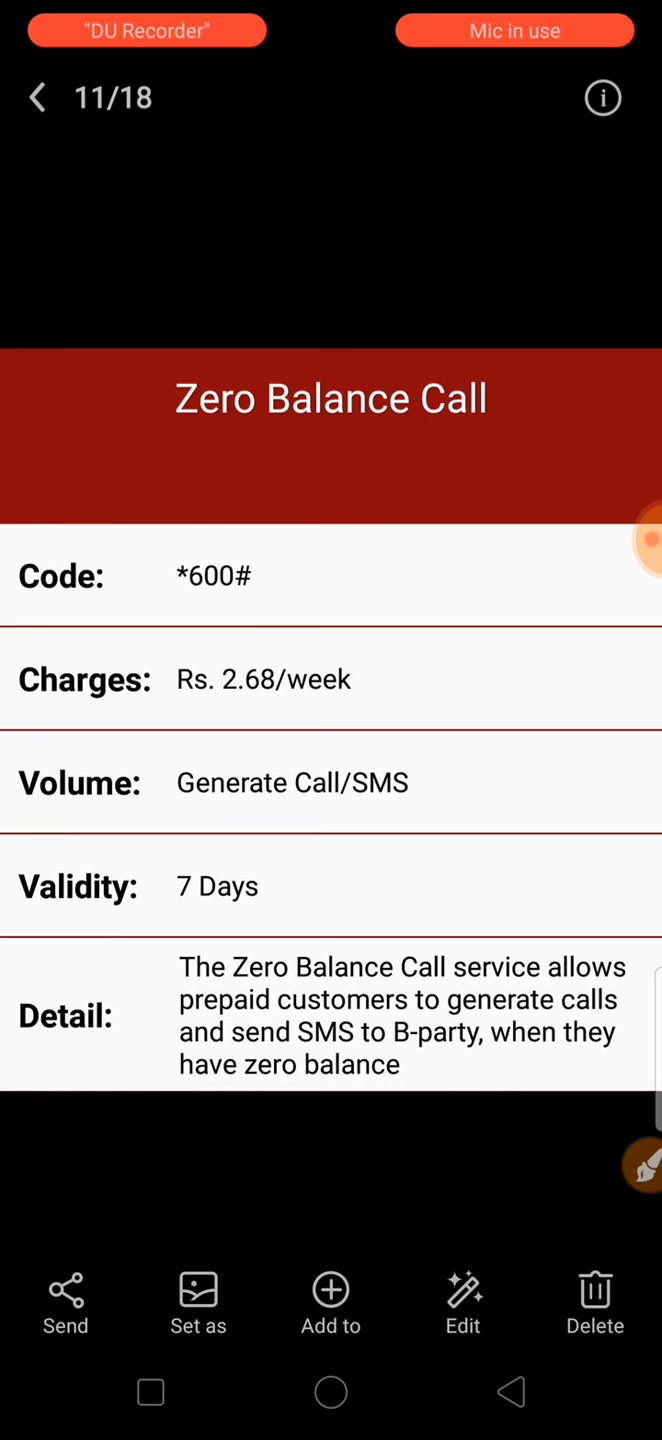 "DU Recorder"
Mic in use
11/18
Zero Balance Call
Code: *600#
Charges: Rs. 2.68/week
Volume: Generate Call/SMS
Validity: 7 Days
Detail:
The Zero Balance Call service allows
prepaid customers to generate calls
and send SMS to B-party, when they
have zero balance
Send
Set as
Add to
Edit
Delete